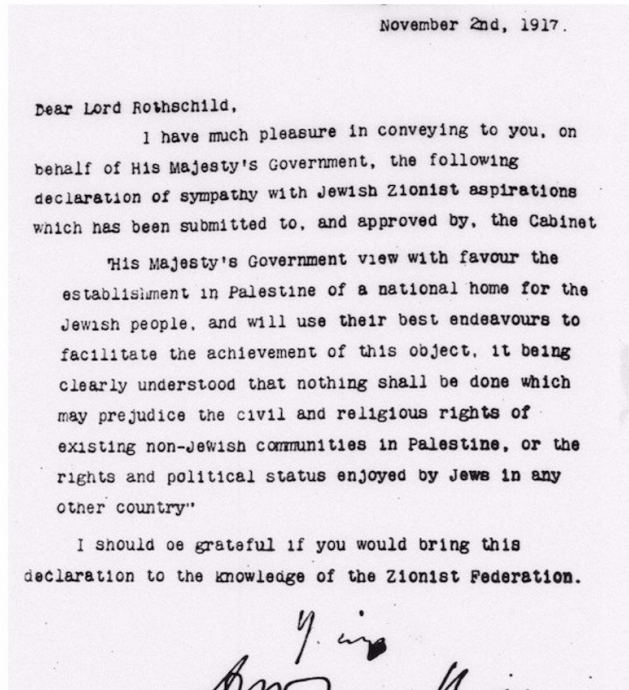 November 2nd, 1917.
Dear Lord Rothschild,
I have much pleasure in conveying to you, on
behalf of His Majesty's Government, the following
declaration of sympathy with Jewish Zionist aspirations
which has been submitted to, and approved by, the Cabinet
"His Majesty's Government view with favour the
establishment in Palestine of a national home for the
Jewish people, and will use their best endeavours to
facilitate the achievement of this object, it being
clearly understood that nothing shall be done which
may prejudice the civil and religious rights of
existing non-Jewish communities in Palestine, or the
rights and political status enjoyed by Jews in any
other country"
I should be grateful if you would bring this
declaration to the knowledge of the Zionist Federation.